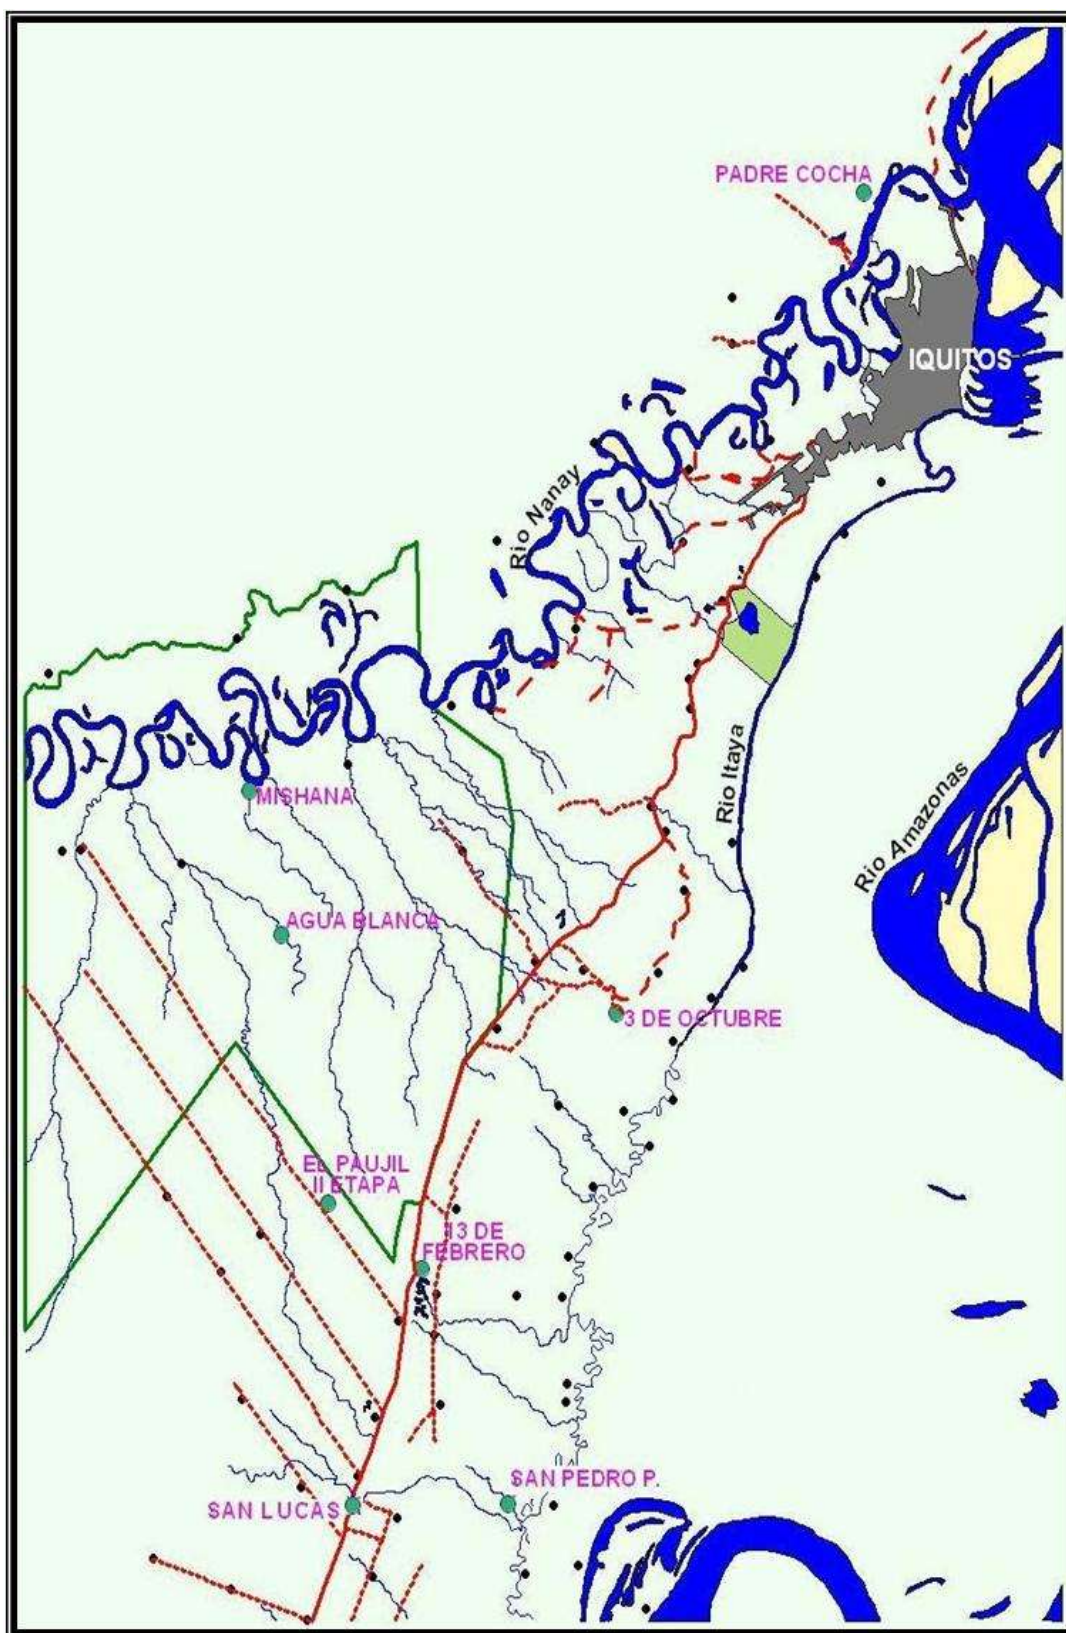 PADRE COCHA
IQUITOS
Rio Nanay
Rio Itaya
MISHANA
Rio Amazonas
AGUA BLANCA
3 DE OCTUBRE
EL PAUJIL
II ETAPA
13 DE
FEBRERO
SAN PEDRO P.
SAN LUCAS